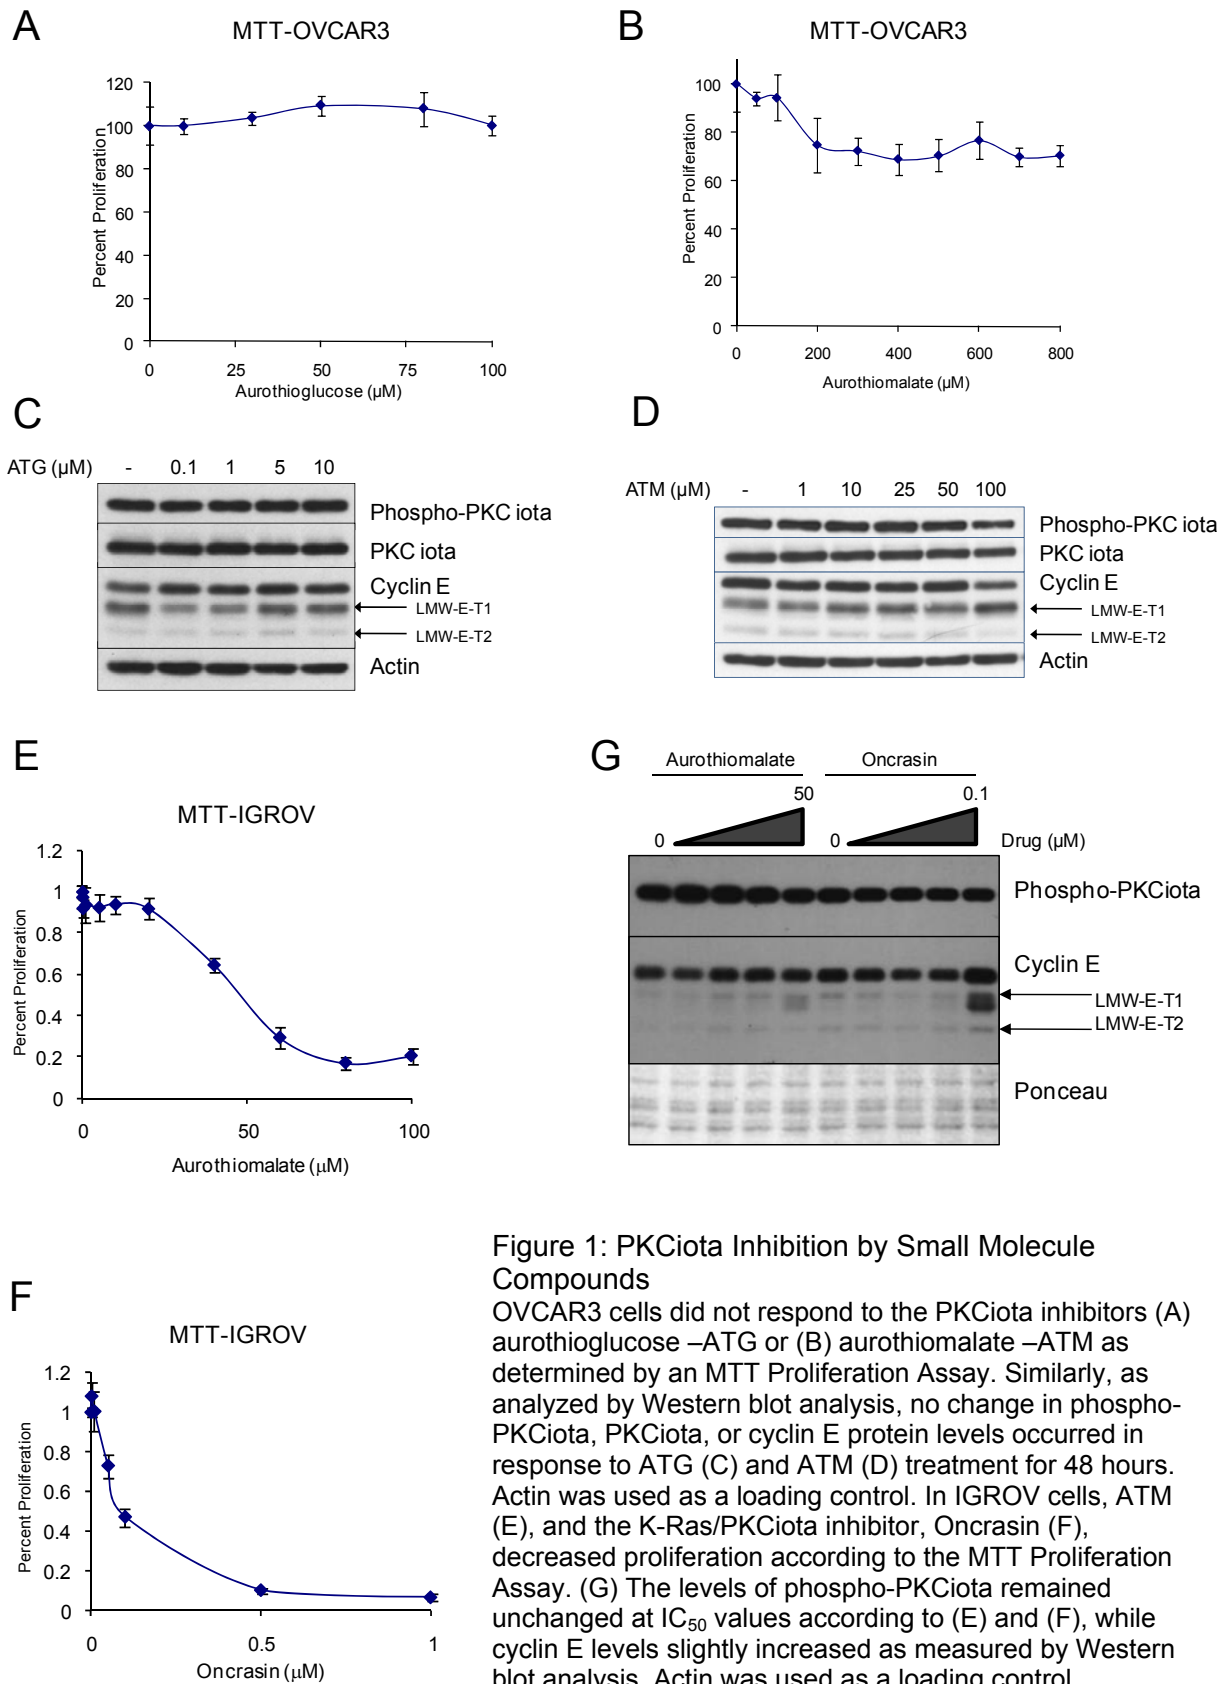 A
MTT-OVCAR3
120
100
80
60
40
20
0
Percent Proliferation
0 25 50 75 100
Aurothioglucose (µM)
B
MTT-OVCAR3
100
80
60
40
20
0
Percent Proliferation
0 200 400 600 800
Aurothiomalate (µM)
C
ATG (µM) - 0.1 1 5 10
Phospho-PKC iota
PKC iota
Cyclin E
LMW-E-T1
LMW-E-T2
Actin
D
ATM (µM) - 1 10 25 50 100
Phospho-PKC iota
PKC iota
Cyclin E
LMW-E-T1
LMW-E-T2
Actin
E
MTT-IGROV
1.2
1
0.8
0.6
0.4
0.2
0
Percent Proliferation
0 50 100
Aurothiomalate (µM)
G
Aurothiomalate Oncrasin
50 0.1
0 0 Drug (µM)
Phospho-PKCiota
Cyclin E
LMW-E-T1
LMW-E-T2
Ponceau
F
MTT-IGROV
1.2
1
0.8
0.6
0.4
0.2
0
Percent Proliferation
0 0.5 1
Oncrasin (µM)
Figure 1: PKCiota Inhibition by Small Molecule
Compounds
OVCAR3 cells did not respond to the PKCiota inhibitors (A)
aurothioglucose –ATG or (B) aurothiomalate –ATM as
determined by an MTT Proliferation Assay. Similarly, as
analyzed by Western blot analysis, no change in phospho-
PKCiota, PKCiota, or cyclin E protein levels occurred in
response to ATG (C) and ATM (D) treatment for 48 hours.
Actin was used as a loading control. In IGROV cells, ATM
(E), and the K-Ras/PKCiota inhibitor, Oncrasin (F),
decreased proliferation according to the MTT Proliferation
Assay. (G) The levels of phospho-PKCiota remained
unchanged at IC50 values according to (E) and (F), while
cyclin E levels slightly increased as measured by Western
blot analysis. Actin was used as a loading control